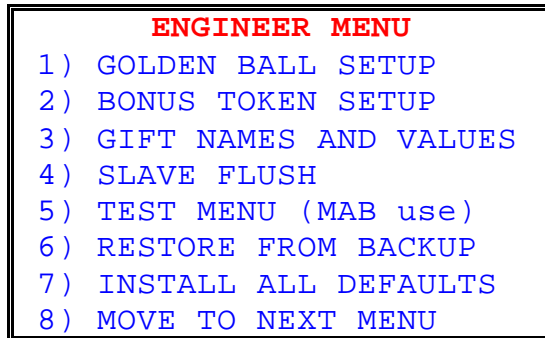 ENGINEER MENU
1) GOLDEN BALL SETUP
2) BONUS TOKEN SETUP
3) GIFT NAMES AND VALUES
4) SLAVE FLUSH
5) TEST MENU (MAB use)
6) RESTORE FROM BACKUP
7) INSTALL ALL DEFAULTS
8) MOVE TO NEXT MENU